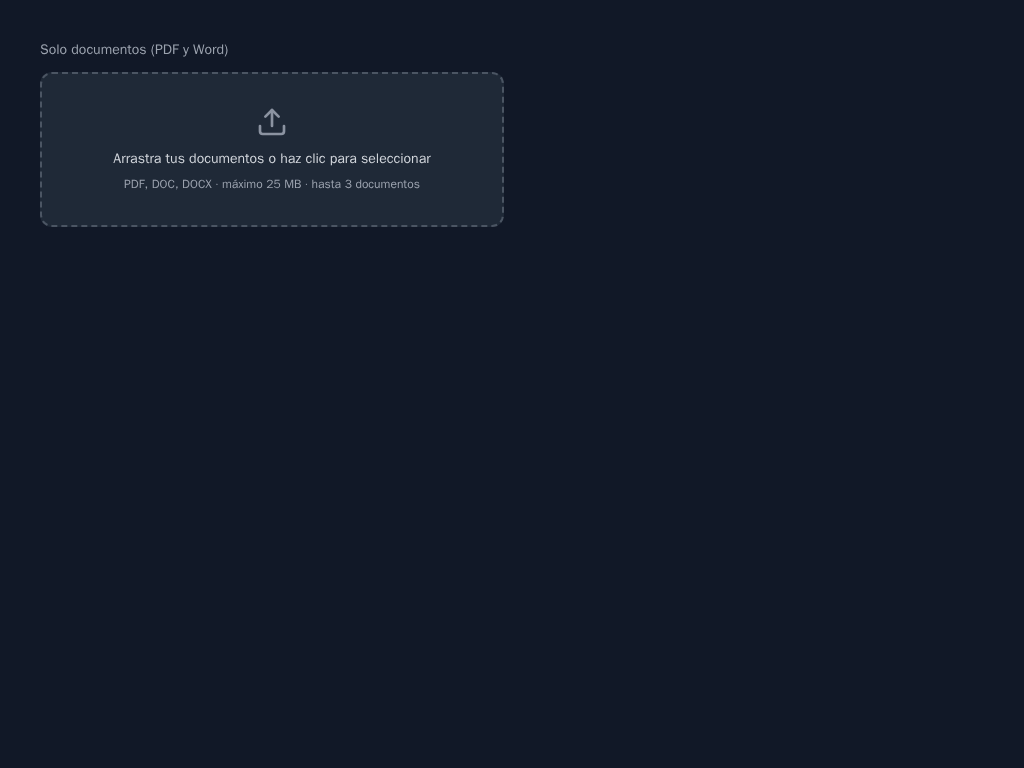 Solo documentos (PDF y Word)
Arrastra tus documentos o haz clic para seleccionar
PDF, DOC, DOCX · máximo 25 MB · hasta 3 documentos